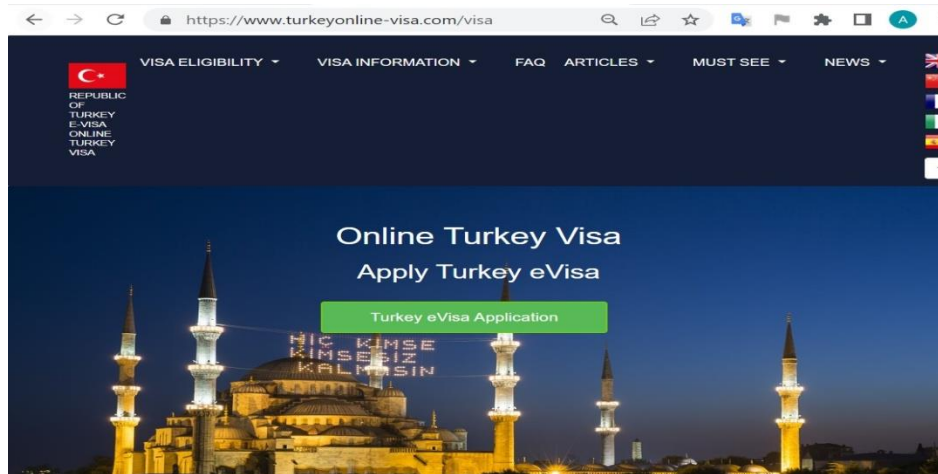 https://www.turkeyonline-visa.com/visa
A
VISA ELIGIBILITY
VISA INFORMATION
FAQ
ARTICLES
MUST SEE
NEWS
REPUBLIC
OF
TURKEY
E-VISA
ONLINE
TURKEY
VISA
Online Turkey Visa
Apply Turkey eVisa
Turkey eVisa Application
HİÇ KİMSE
KİMSESİZ
KALMASIN